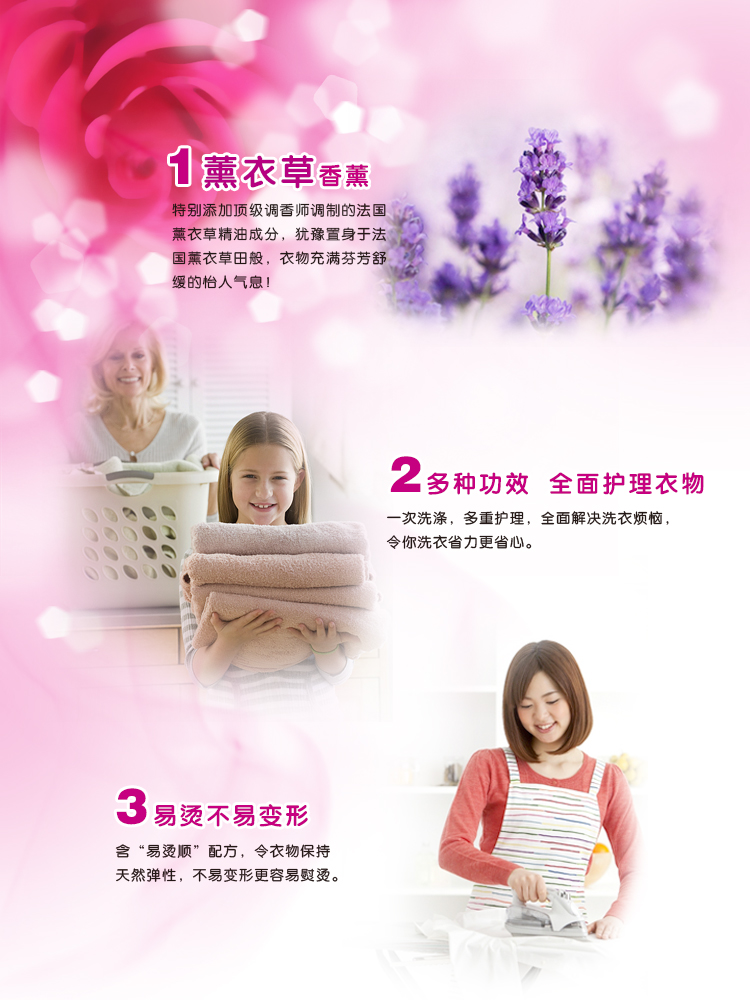 1 薰衣草香薰
特别添加顶级调香师调制的法国
薰衣草精油成分，犹豫置身于法
国薰衣草田般，衣物充满芬芳舒
缓的怡人气息！
2 多种功效 全面护理衣物
一次洗涤，多重护理，全面解决洗衣烦恼，
令你洗衣省力更省心。
3 易烫不易变形
含“易烫顺”配方，令衣物保持
天然弹性，不易变形更容易熨烫。